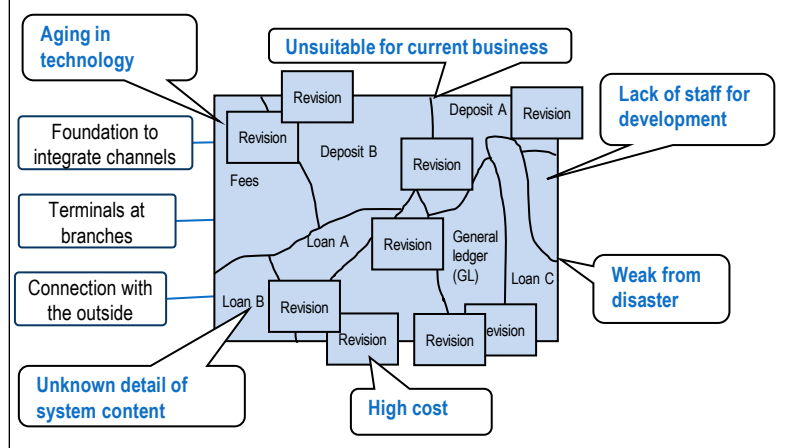 Aging in
technology
Unsuitable for current business
Lack of staff for
development
Revision
Deposit A
Revision
Revision
Foundation to
integrate channels
Deposit B
Revision
Fees
Terminals at
branches
Loan A
Revision
General
ledger
(GL)
Loan C
Weak from
disaster
Connection with
the outside
Loan B
Revision
Revision
Revision
evision
Unknown detail of
system content
High cost